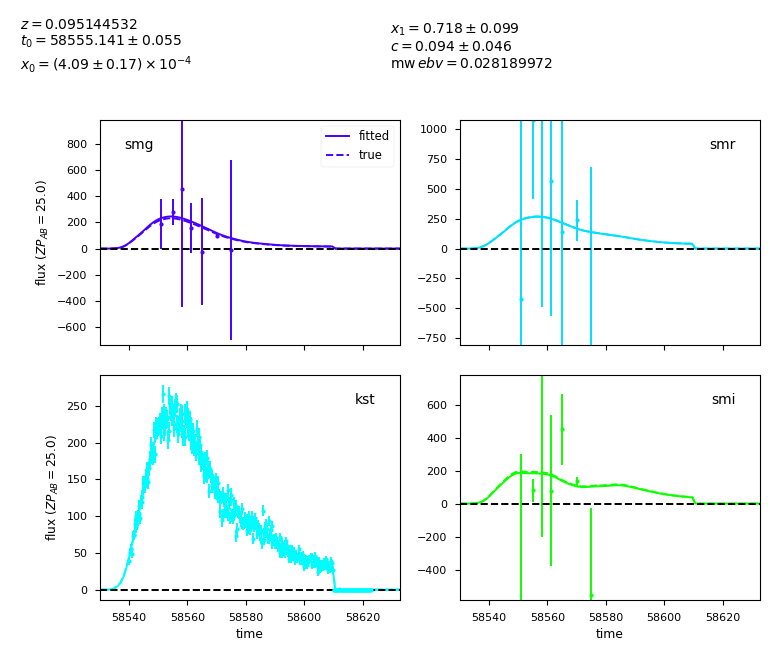 z = 0.095144532
t0 = 58555.141 ± 0.055
x0 = (4.09 ± 0.17) × 10^−4
x1 = 0.718 ± 0.099
c = 0.094 ± 0.046
mw ebv = 0.028189972
smg
fitted
true
800
600
400
200
0
−200
−400
−600
flux (ZP_AB = 25.0)
smr
1000
750
500
250
0
−250
−500
−750
kst
250
200
150
100
50
0
flux (ZP_AB = 25.0)
58540 58560 58580 58600 58620
time
smi
600
400
200
0
−200
−400
58540 58560 58580 58600 58620
time